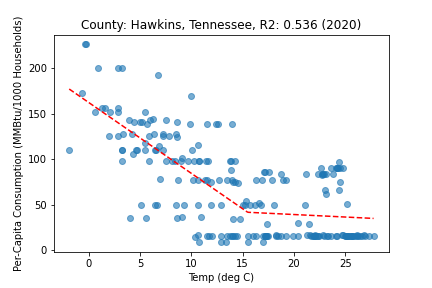 County: Hawkins, Tennessee, R2: 0.536 (2020)
Per-Capita Consumption (MMBtu/1000 Households)
200
150
100
50
0
0 5 10 15 20 25
Temp (deg C)